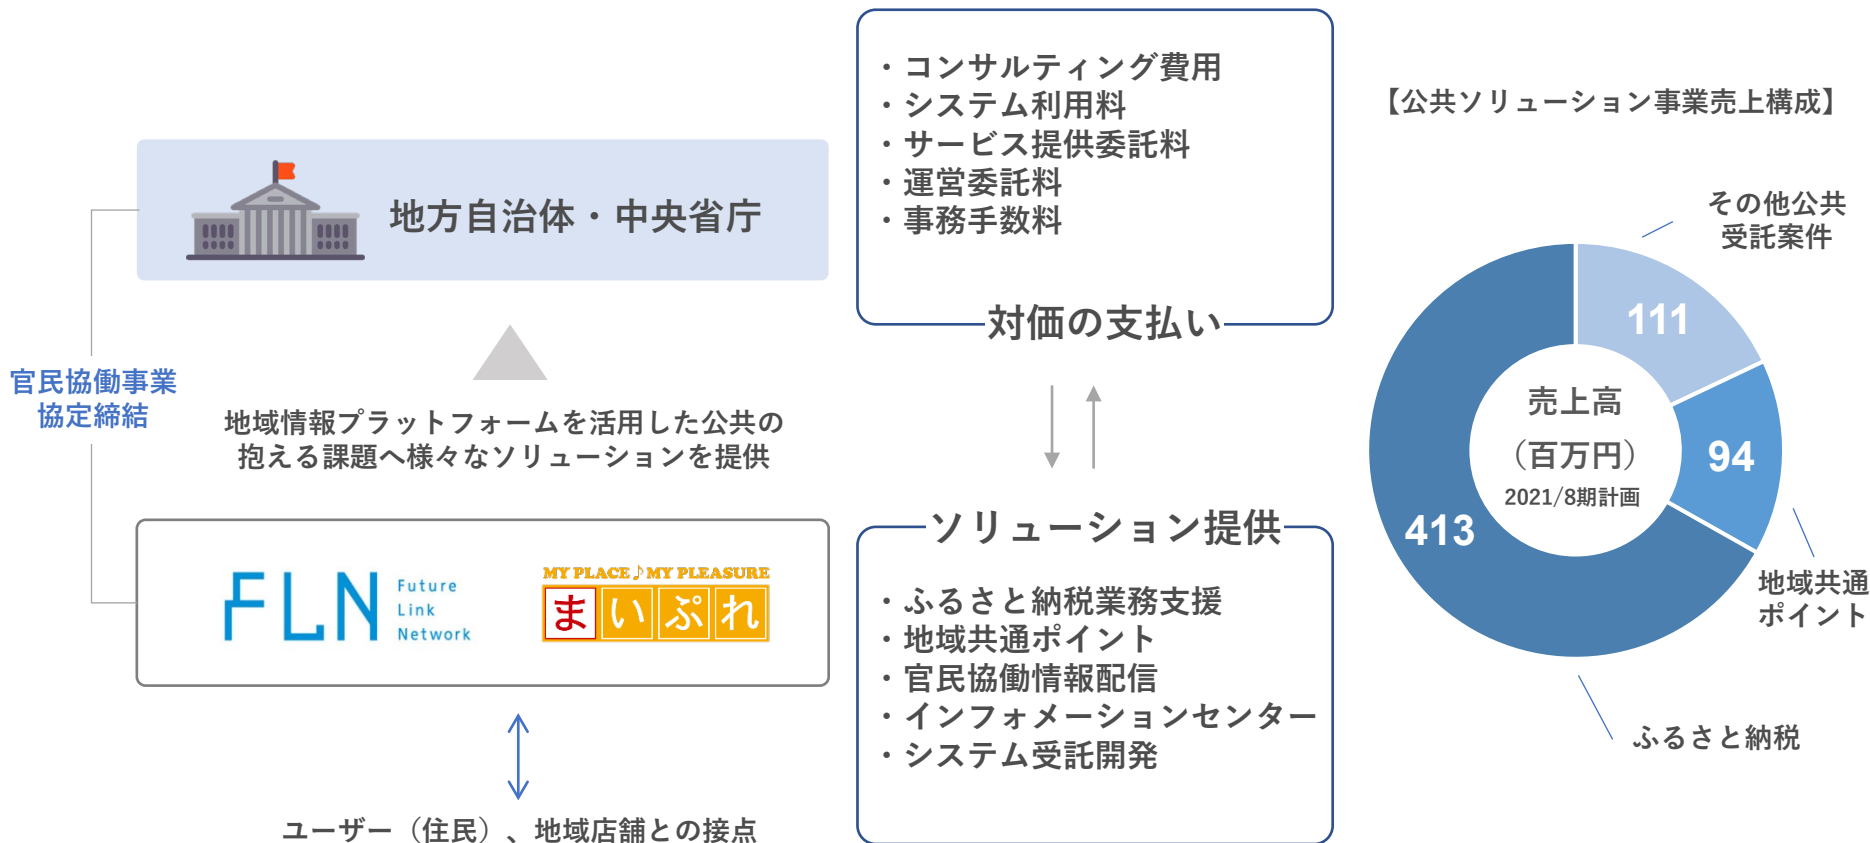 地方自治体・中央省庁
官民協働事業
協定締結
地域情報プラットフォームを活用した公共の
抱える課題へ様々なソリューションを提供
FLN
Future
Link
Network
MY PLACE♪MY PLEASURE
まいぷれ
ユーザー（住民）、地域店舗との接点
・コンサルティング費用
・システム利用料
・サービス提供委託料
・運営委託料
・事務手数料
対価の支払い
ソリューション提供
・ふるさと納税業務支援
・地域共通ポイント
・官民協働情報配信
・インフォメーションセンター
・システム受託開発
【公共ソリューション事業売上構成】
その他公共
受託案件
111
売上高
（百万円）
2021/8期計画
94
413
地域共通
ポイント
ふるさと納税